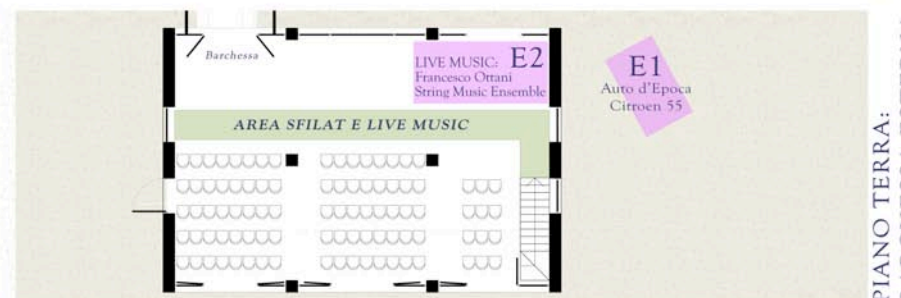 Barchessa
LIVE MUSIC: E2
Francesco Ottani
String Music Ensemble
E1
Auto d'Epoca
Citroen 55
AREA SFILAT E LIVE MUSIC
PIANO TERRA: